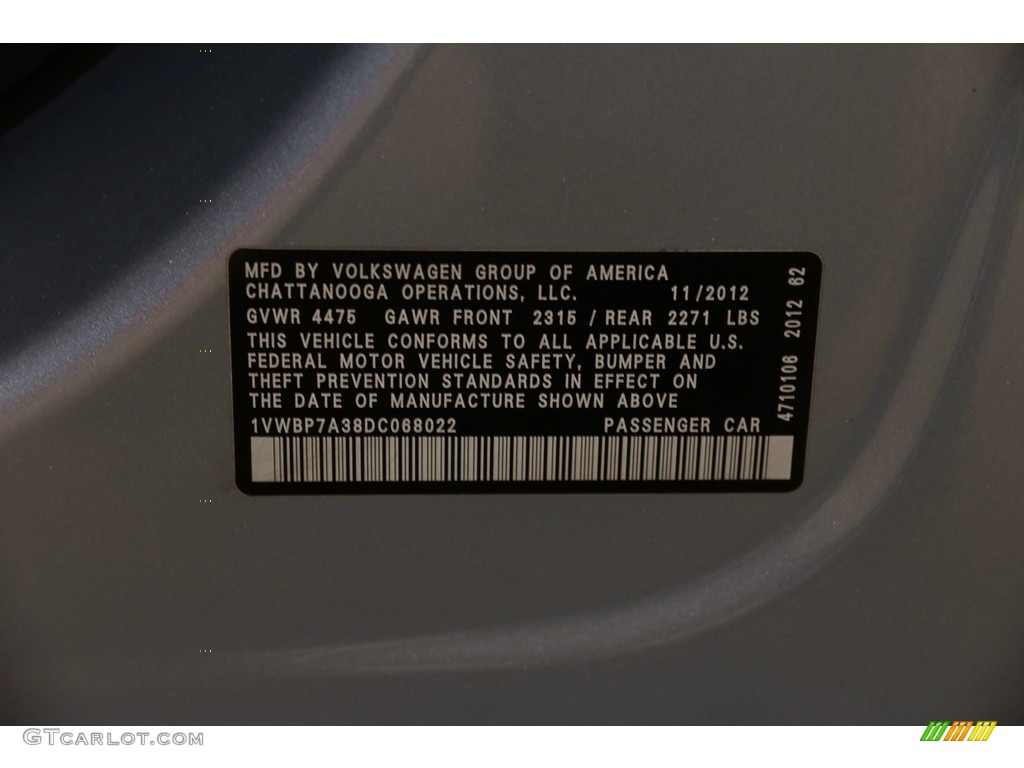 MFD BY VOLKSWAGEN GROUP OF AMERICA
CHATTANOOGA OPERATIONS, LLC. 11/2012
GVWR 4475 GAWR FRONT 2315 / REAR 2271 LBS
THIS VEHICLE CONFORMS TO ALL APPLICABLE U.S.
FEDERAL MOTOR VEHICLE SAFETY, BUMPER AND
THEFT PREVENTION STANDARDS IN EFFECT ON
THE DATE OF MANUFACTURE SHOWN ABOVE
1VWBP7A38DC068022 PASSENGER CAR
4710106 2012 62
GTCarlot.com